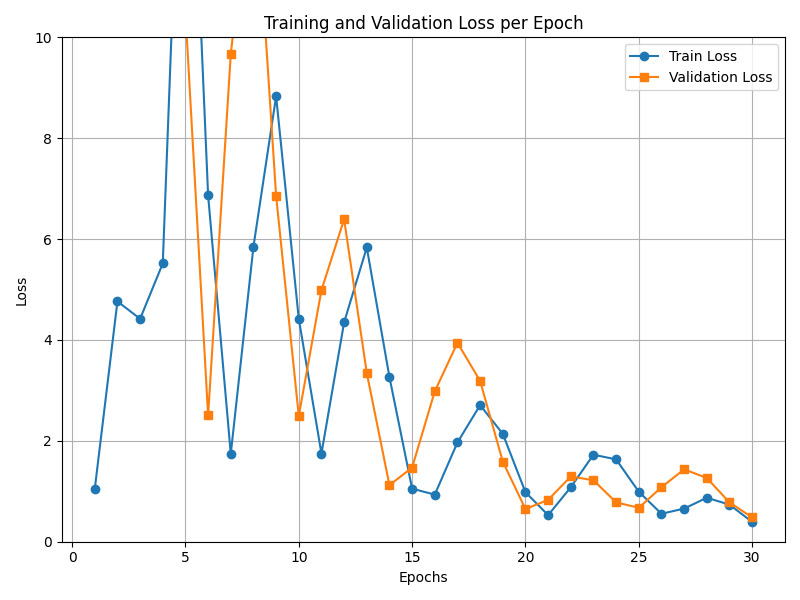 Training and Validation Loss per Epoch
Train Loss
Validation Loss
10
8
6
4
2
0
Loss
0 5 10 15 20 25 30
Epochs